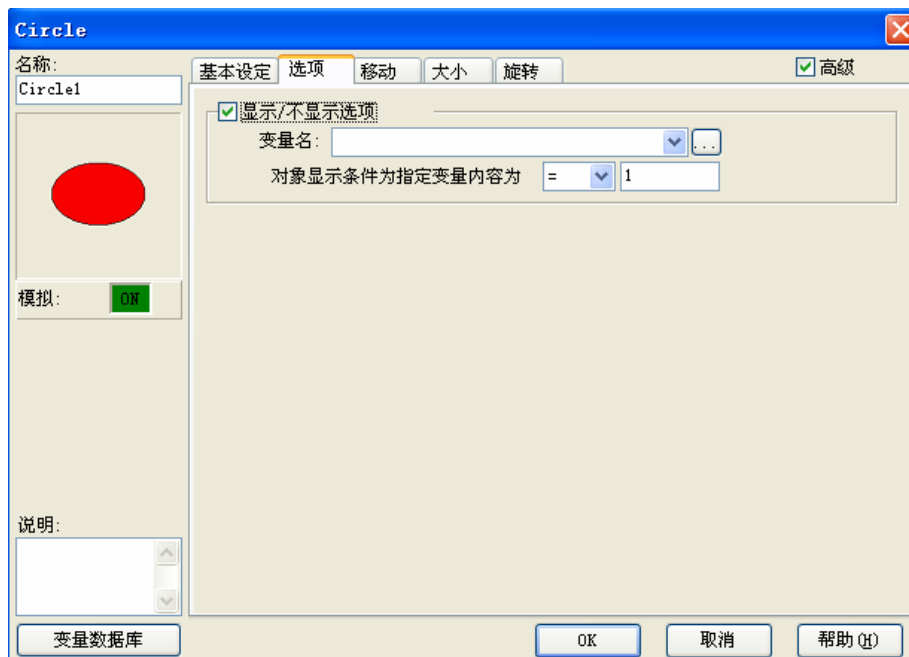 Circle
名称:
Circle1
基本设定 选项 移动 大小 旋转
高级
显示/不显示选项
变量名:
...
对象显示条件为指定变量内容为 = 1
模拟: ON
说明:
变量数据库
OK 取消 帮助(H)